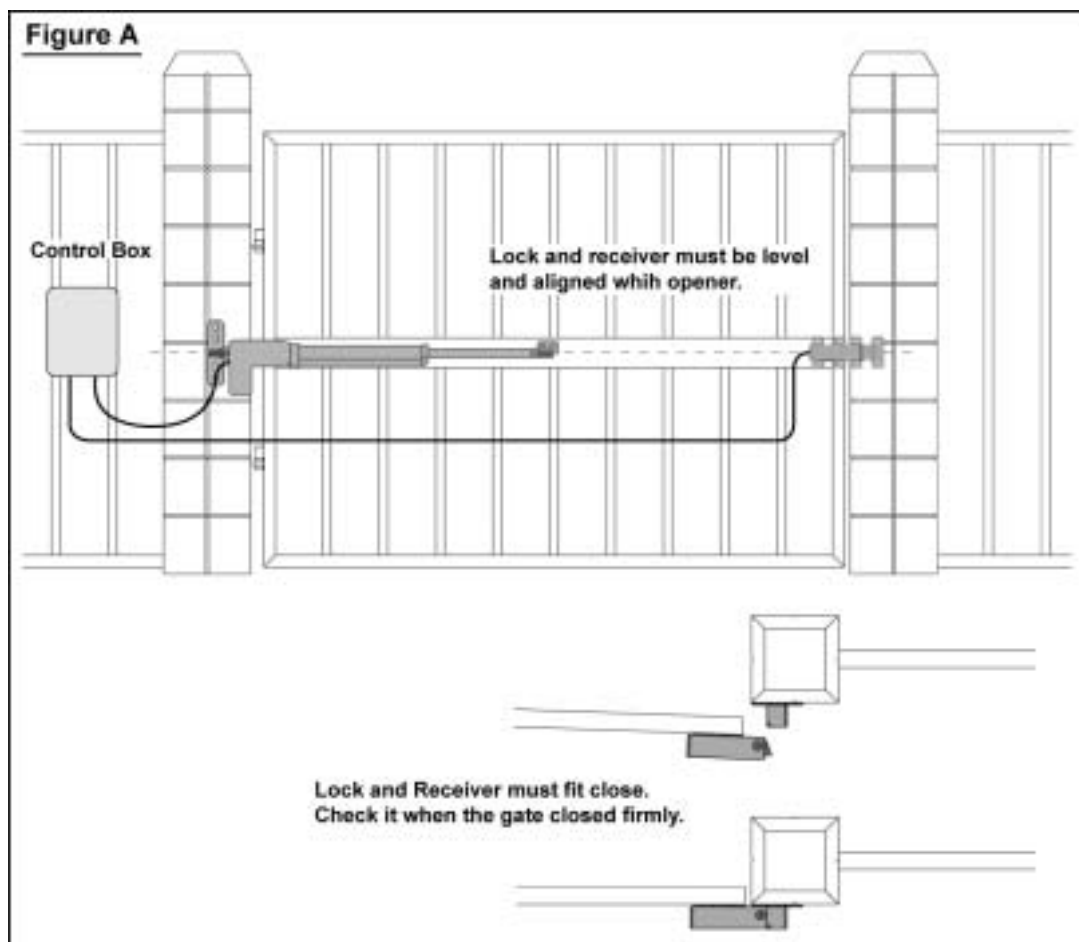 Figure A
Control Box
Lock and receiver must be level
and aligned whih opener.
Lock and Receiver must fit close.
Check it when the gate closed firmly.